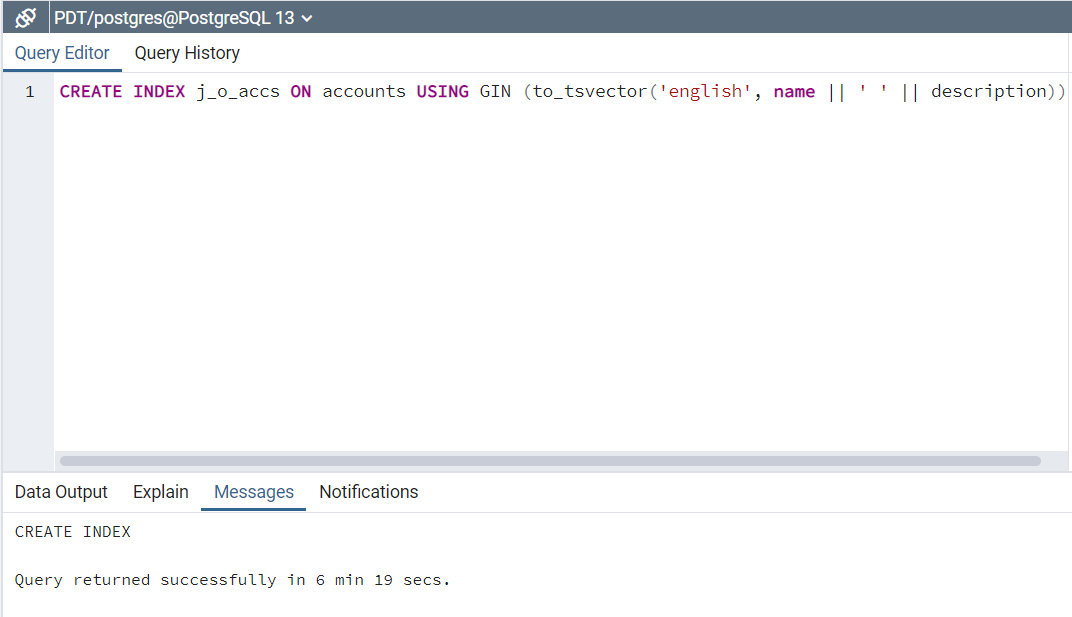 PDT/postgres@PostgreSQL 13
Query Editor Query History
1 CREATE INDEX j_o_accs ON accounts USING GIN (to_tsvector('english', name || ' ' || description))
Data Output Explain Messages Notifications
CREATE INDEX
Query returned successfully in 6 min 19 secs.